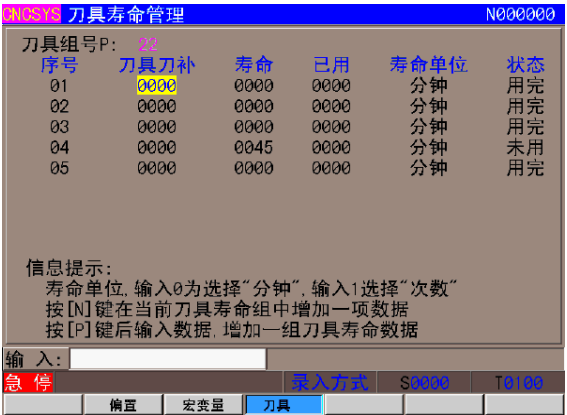 CNCSYS 刀具寿命管理 N000000
刀具组号P: 22
序号 刀具刀补 寿命 已用 寿命单位 状态
01 0000 0000 0000 分钟 用完
02 0000 0000 0000 分钟 用完
03 0000 0000 0000 分钟 用完
04 0000 0045 0000 分钟 未用
05 0000 0000 0000 分钟 用完
信息提示:
寿命单位,输入0为选择"分钟",输入1选择"次数"
按[N]键在当前刀具寿命组中增加一项数据
按[P]键后输入数据,增加一组刀具寿命数据
输 入:
急 停 录入方式 S0000 T0100
偏置 宏变量 刀具